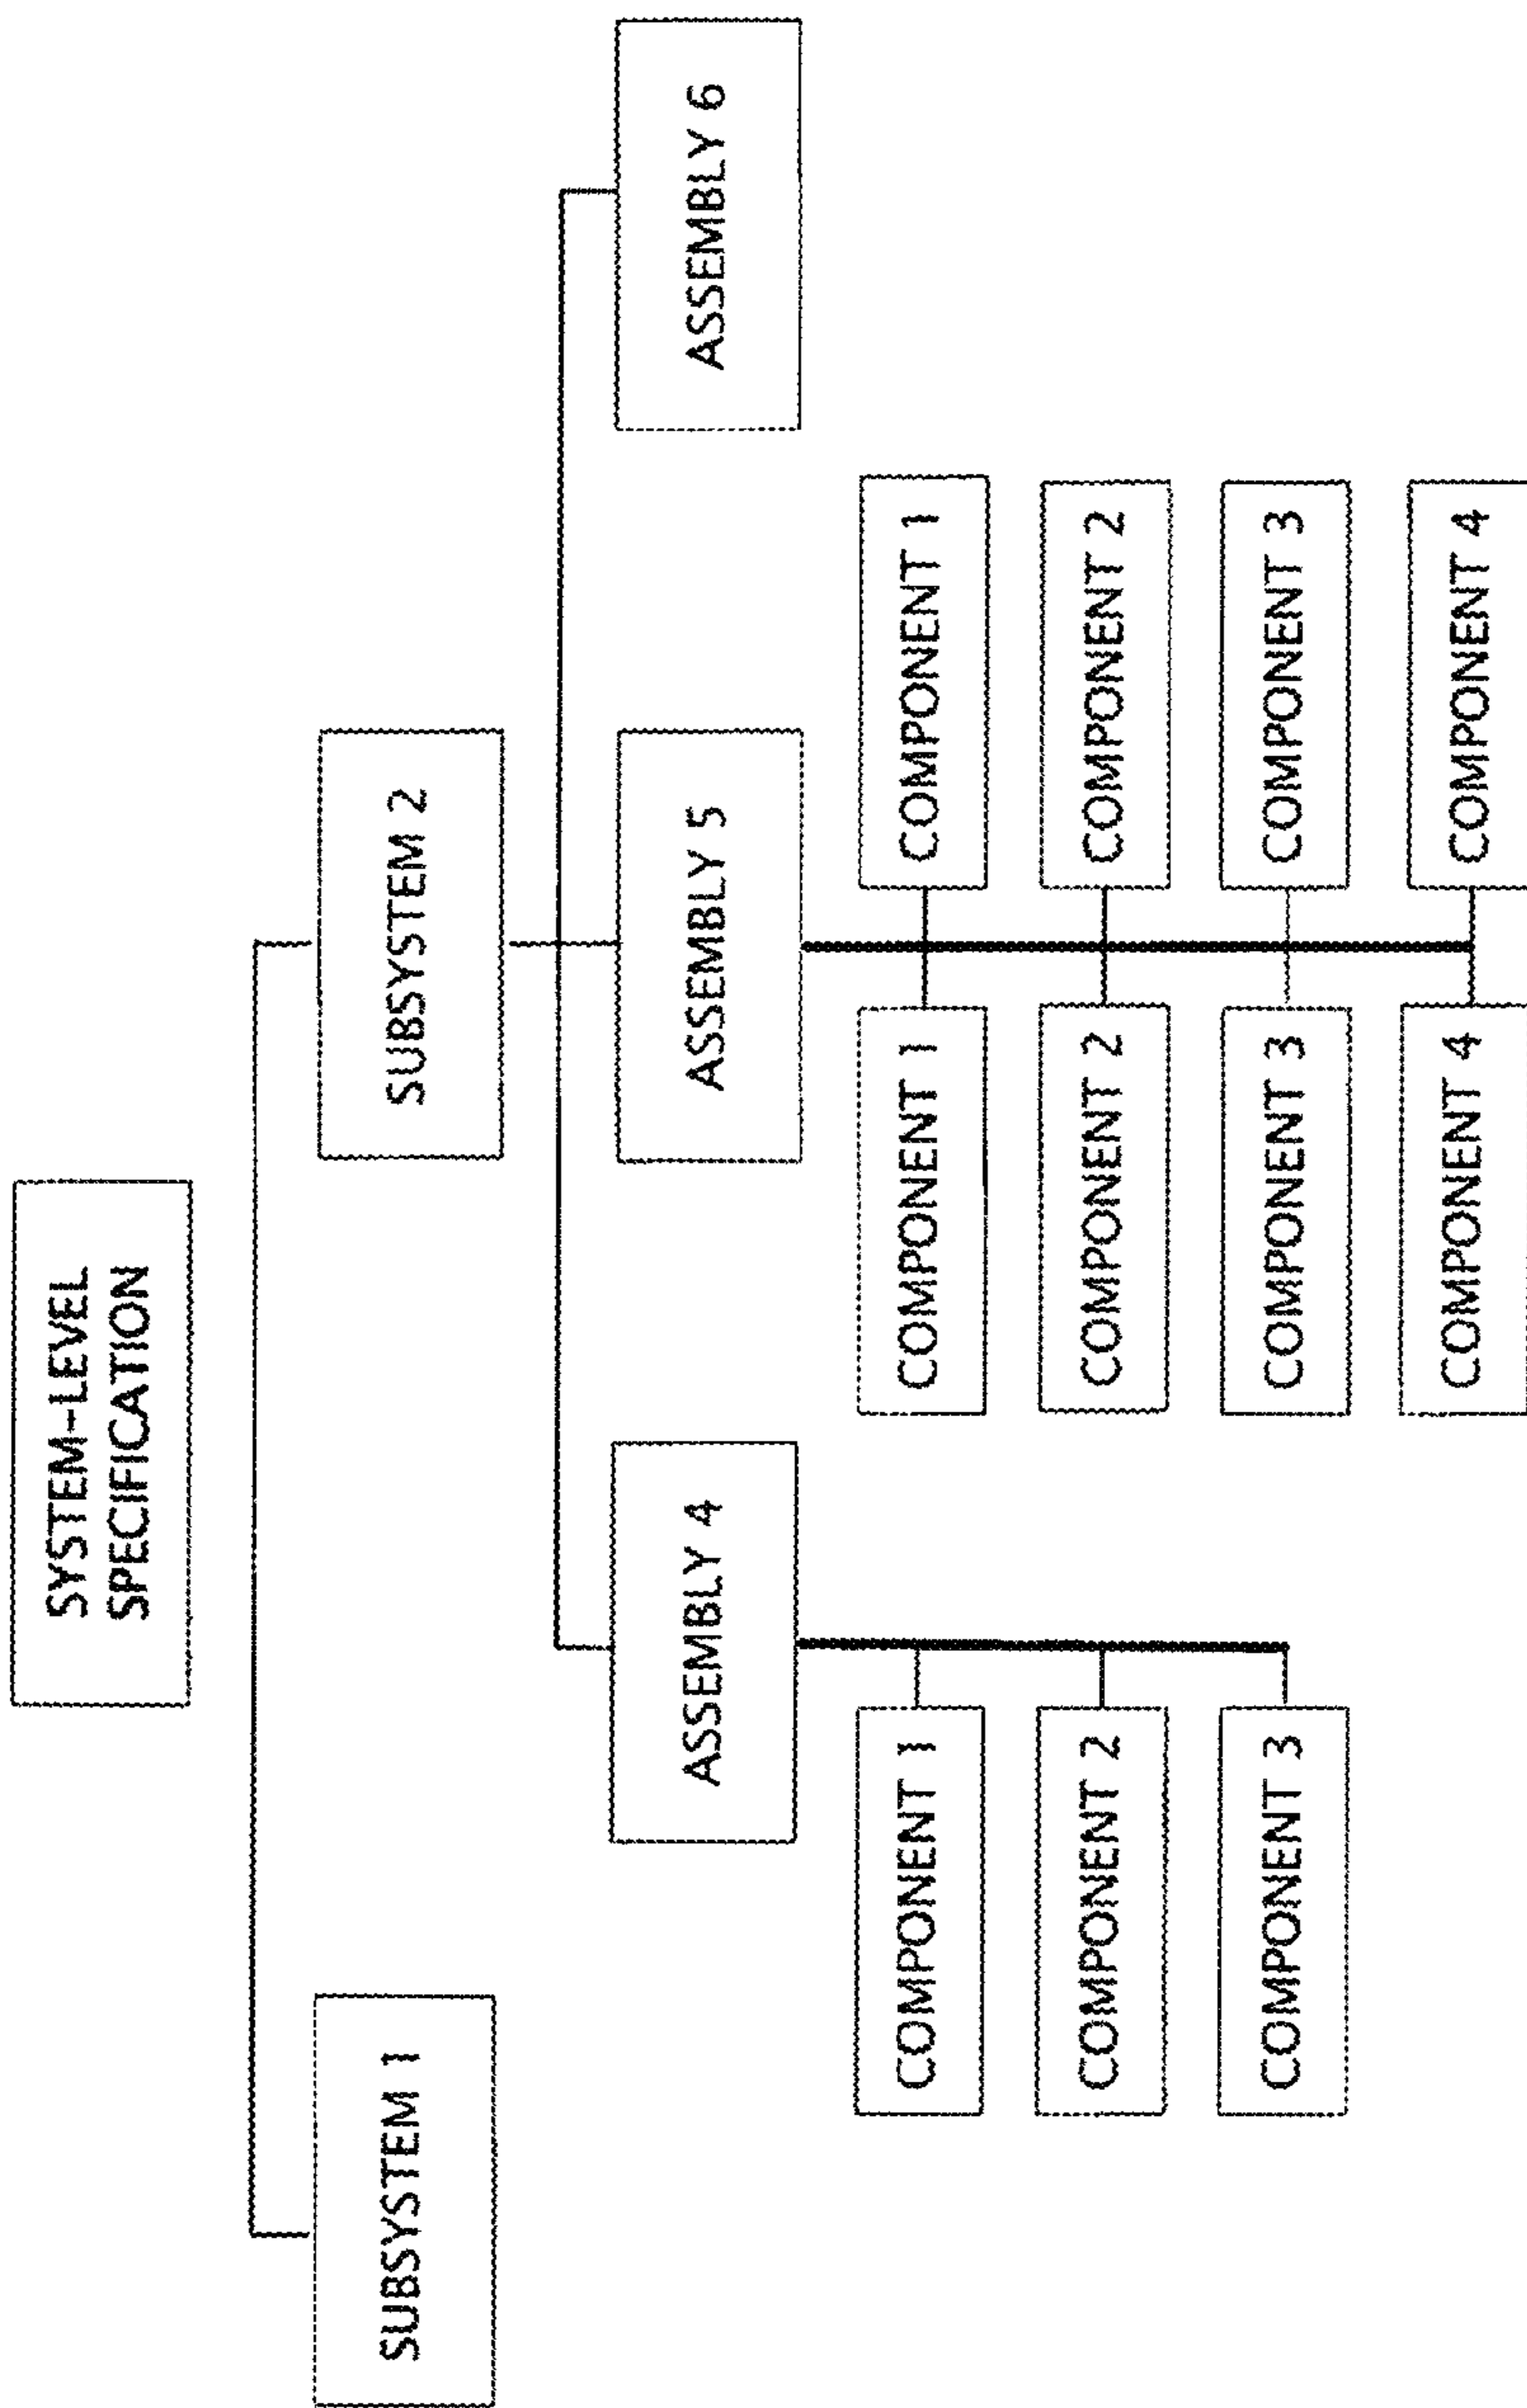 SYSTEM-LEVEL
SPECIFICATION
SUBSYSTEM 1
SUBSYSTEM 2
ASSEMBLY 4
ASSEMBLY 5
ASSEMBLY 6
COMPONENT 1
COMPONENT 1
COMPONENT 1
COMPONENT 2
COMPONENT 2
COMPONENT 2
COMPONENT 3
COMPONENT 3
COMPONENT 3
COMPONENT 4
COMPONENT 4